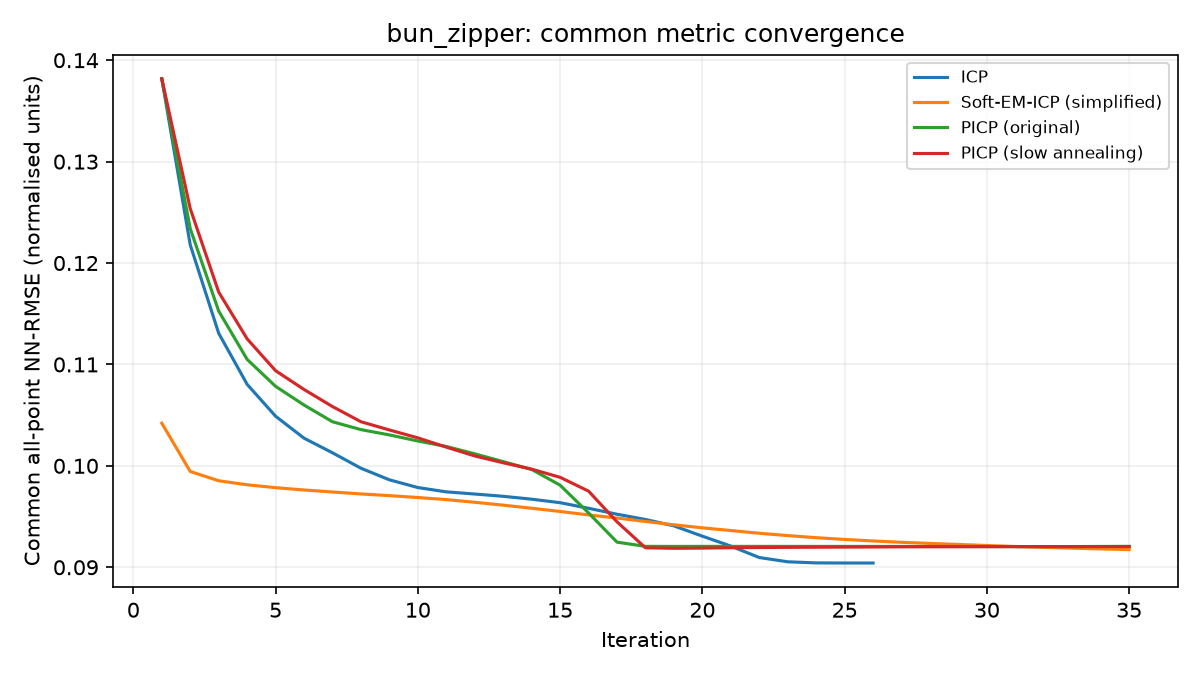 bun_zipper: common metric convergence
Common all-point NN-RMSE (normalised units)
0.14
0.13
0.12
0.11
0.10
0.09
ICP
Soft-EM-ICP (simplified)
PICP (original)
PICP (slow annealing)
0 5 10 15 20 25 30 35
Iteration